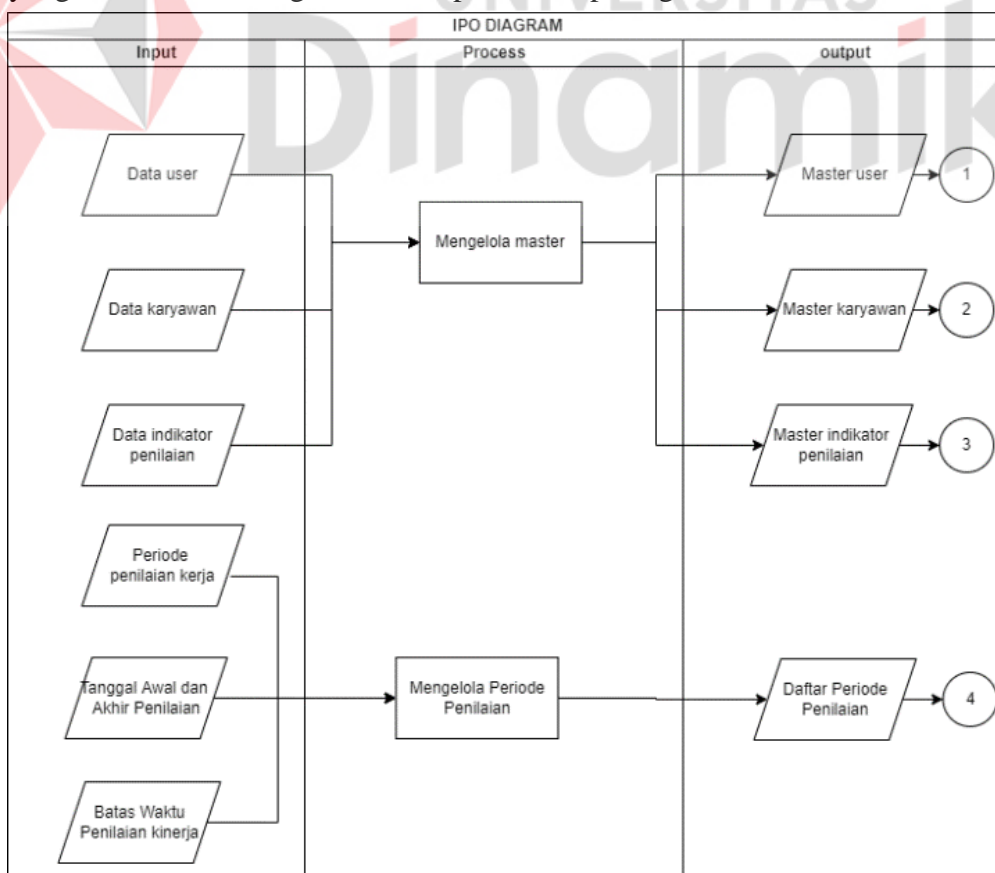 UNIVERSITAS
Dinamik
IPO DIAGRAM
Input
Process
output
Data user
Mengelola master
Master user
1
Data karyawan
Master karyawan
2
Data indikator
penilaian
Master indikator
penilaian
3
Periode
penilaian kerja
Tanggal Awal dan
Akhir Penilaian
Mengelola Periode
Penilaian
Daftar Periode
Penilaian
4
Batas Waktu
Penilaian kinerja